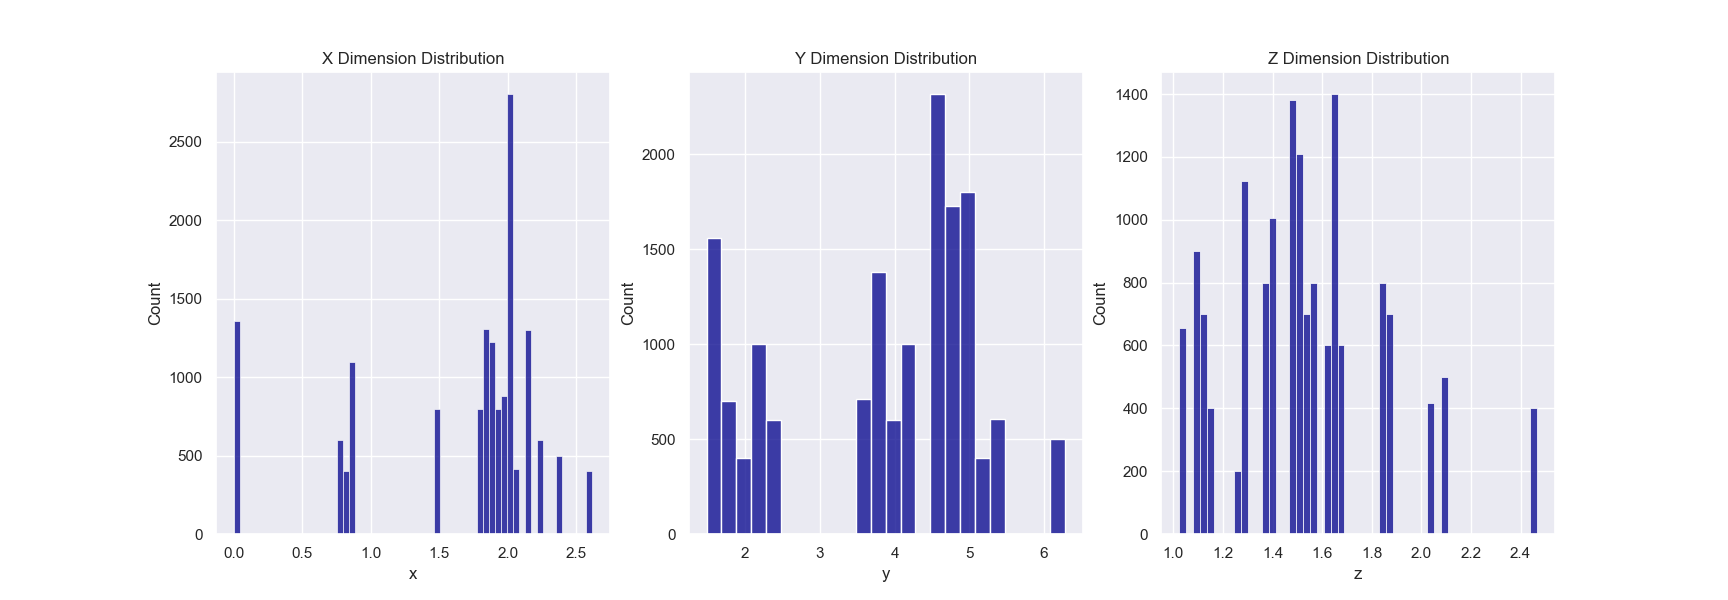 X Dimension Distribution
Count
2500
2000
1500
1000
500
0
0.0 0.5 1.0 1.5 2.0 2.5
x
Y Dimension Distribution
Count
2000
1500
1000
500
0
2 3 4 5 6
y
Z Dimension Distribution
Count
1400
1200
1000
800
600
400
200
0
1.0 1.2 1.4 1.6 1.8 2.0 2.2 2.4
z